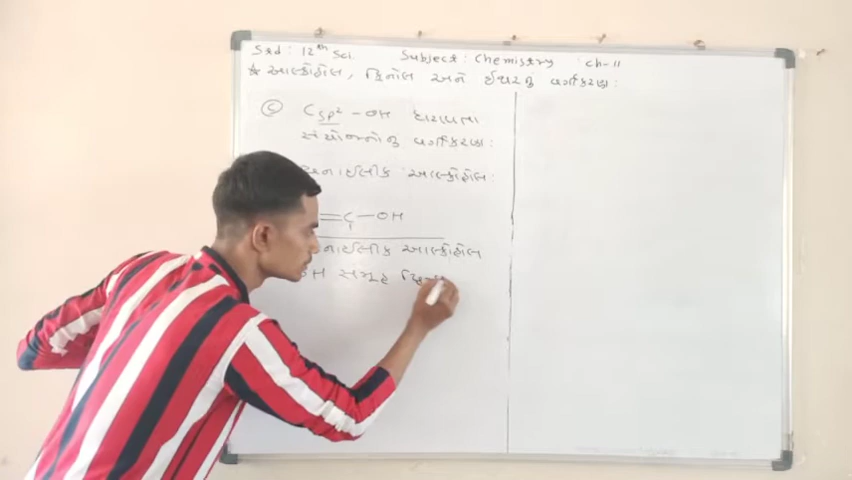 Std : 12th Sci. Subject : Chemistry ch-11
* આલ્કોહોલ, ફિનોલ અને ઈથરનું વર્ગીકરણ :
(c) Csp² - OH ધરાવતા
સંયોજનોનું વર્ગીકરણ :
વિનાઈલીક આલ્કોહોલ :
=C-OH
વિનાઈલીક આલ્કોહોલ
OH સમૂહ